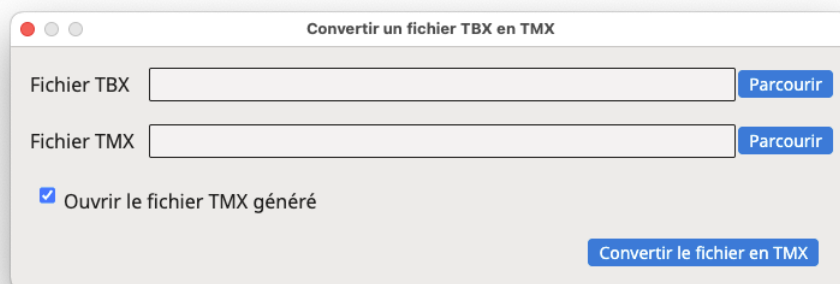 Convertir un fichier TBX en TMX
Fichier TBX Parcourir
Fichier TMX Parcourir
Ouvrir le fichier TMX généré
Convertir le fichier en TMX